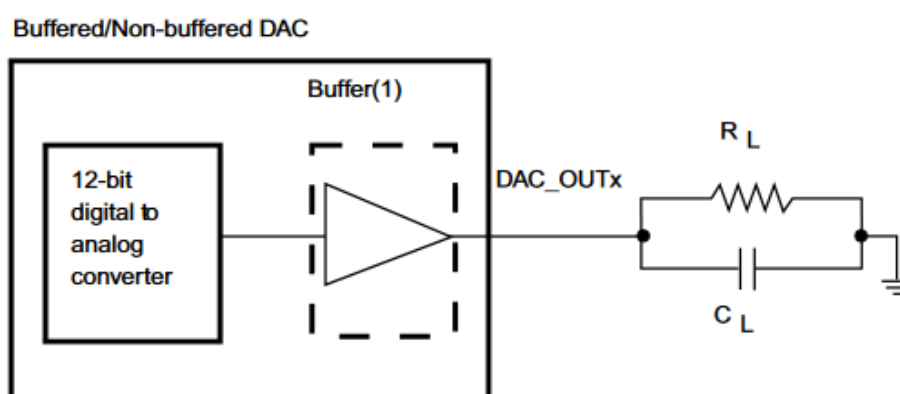 Buffered/Non-buffered DAC
Buffer(1)
12-bit
digital to
analog
converter
DAC_OUTx
R L
C L